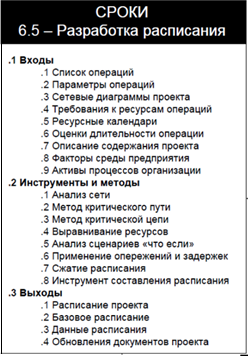 СРОКИ
6.5 – Разработка расписания
.1 Входы
.1 Список операций
.2 Параметры операций
.3 Сетевые диаграммы проекта
.4 Требования к ресурсам операций
.5 Ресурсные календари
.6 Оценки длительности операции
.7 Описание содержания проекта
.8 Факторы среды предприятия
.9 Активы процессов организации
.2 Инструменты и методы
.1 Анализ сети
.2 Метод критического пути
.3 Метод критической цепи
.4 Выравнивание ресурсов
.5 Анализ сценариев «что если»
.6 Применение опережений и задержек
.7 Сжатие расписания
.8 Инструмент составления расписания
.3 Выходы
.1 Расписание проекта
.2 Базовое расписание
.3 Данные расписания
.4 Обновления документов проекта